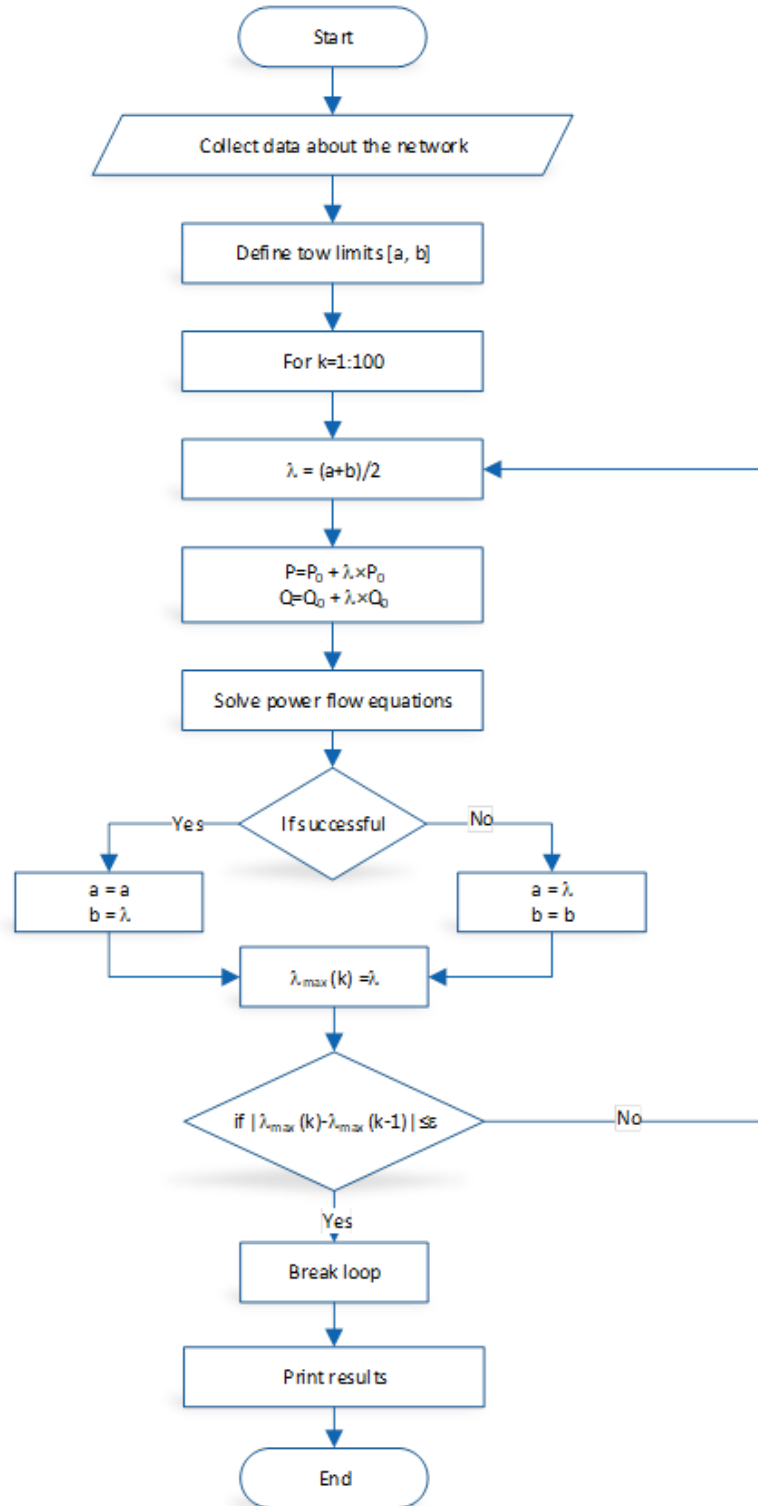 Start
Collect data about the network
Define tow limits [a, b]
For k=1:100
λ = (a+b)/2
P=P₀ + λ×P₀
Q=Q₀ + λ×Q₀
Solve power flow equations
If successful
Yes
No
a = a
b = λ
a = λ
b = b
λmax (k) =λ
if | λmax (k)-λmax (k-1) | ≤ε
No
Yes
Break loop
Print results
End